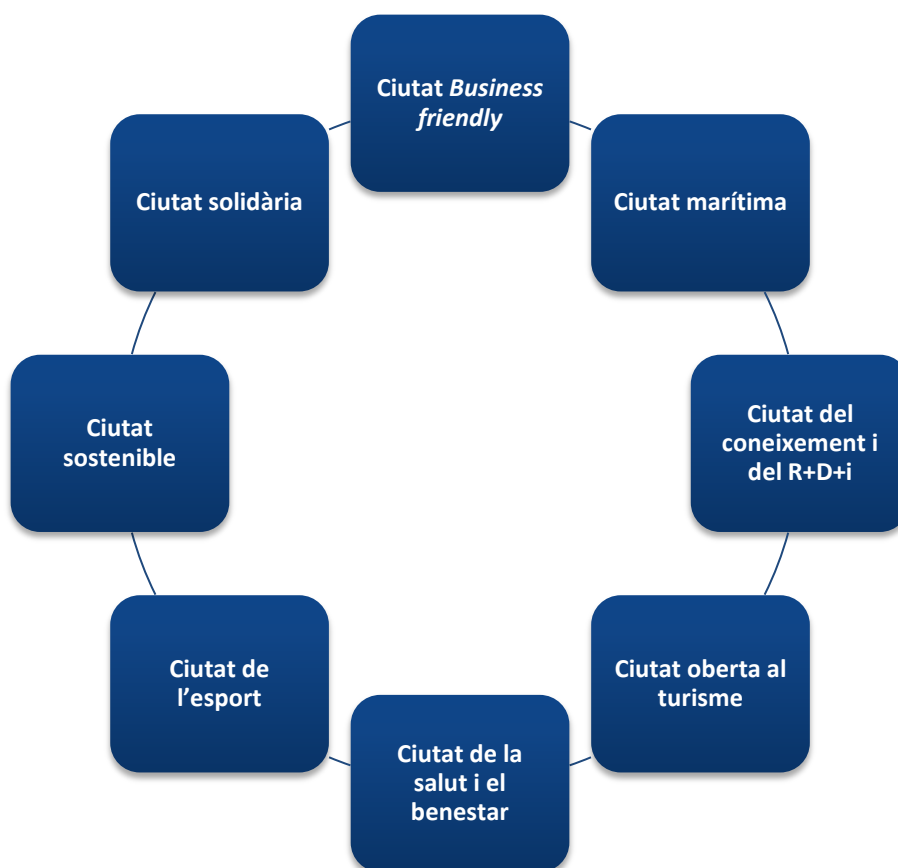 Ciutat Business
friendly
Ciutat marítima
Ciutat del
coneixement i
del R+D+i
Ciutat oberta al
turisme
Ciutat de la
salut i el
benestar
Ciutat de
l’esport
Ciutat
sostenible
Ciutat solidària